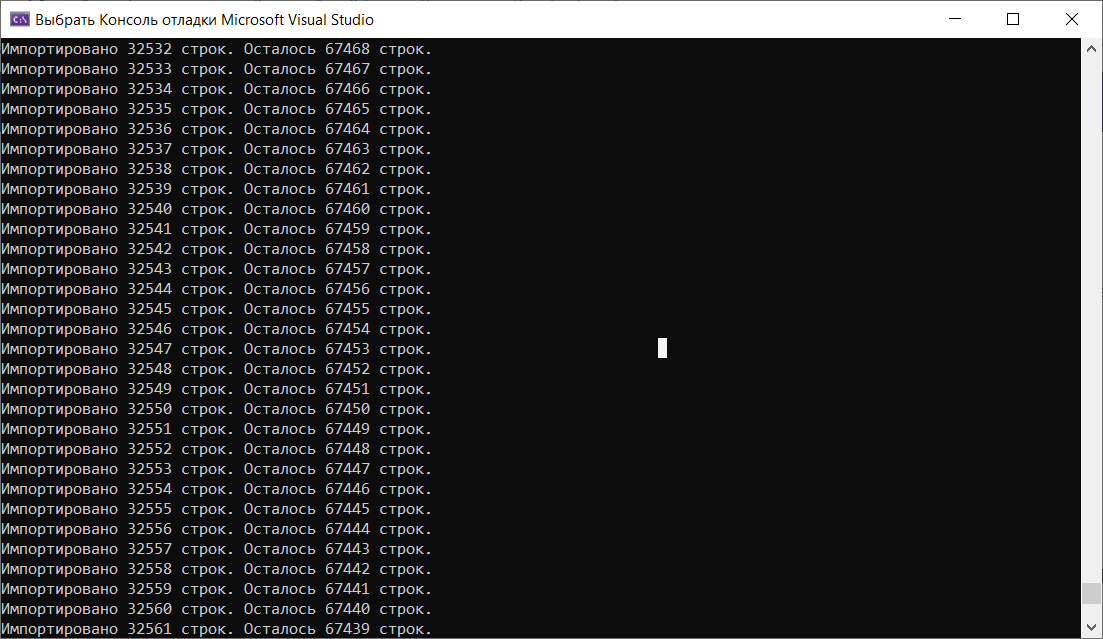 Выбрать Консоль отладки Microsoft Visual Studio
Импортировано 32532 строк. Осталось 67468 строк.
Импортировано 32533 строк. Осталось 67467 строк.
Импортировано 32534 строк. Осталось 67466 строк.
Импортировано 32535 строк. Осталось 67465 строк.
Импортировано 32536 строк. Осталось 67464 строк.
Импортировано 32537 строк. Осталось 67463 строк.
Импортировано 32538 строк. Осталось 67462 строк.
Импортировано 32539 строк. Осталось 67461 строк.
Импортировано 32540 строк. Осталось 67460 строк.
Импортировано 32541 строк. Осталось 67459 строк.
Импортировано 32542 строк. Осталось 67458 строк.
Импортировано 32543 строк. Осталось 67457 строк.
Импортировано 32544 строк. Осталось 67456 строк.
Импортировано 32545 строк. Осталось 67455 строк.
Импортировано 32546 строк. Осталось 67454 строк.
Импортировано 32547 строк. Осталось 67453 строк.
Импортировано 32548 строк. Осталось 67452 строк.
Импортировано 32549 строк. Осталось 67451 строк.
Импортировано 32550 строк. Осталось 67450 строк.
Импортировано 32551 строк. Осталось 67449 строк.
Импортировано 32552 строк. Осталось 67448 строк.
Импортировано 32553 строк. Осталось 67447 строк.
Импортировано 32554 строк. Осталось 67446 строк.
Импортировано 32555 строк. Осталось 67445 строк.
Импортировано 32556 строк. Осталось 67444 строк.
Импортировано 32557 строк. Осталось 67443 строк.
Импортировано 32558 строк. Осталось 67442 строк.
Импортировано 32559 строк. Осталось 67441 строк.
Импортировано 32560 строк. Осталось 67440 строк.
Импортировано 32561 строк. Осталось 67439 строк.